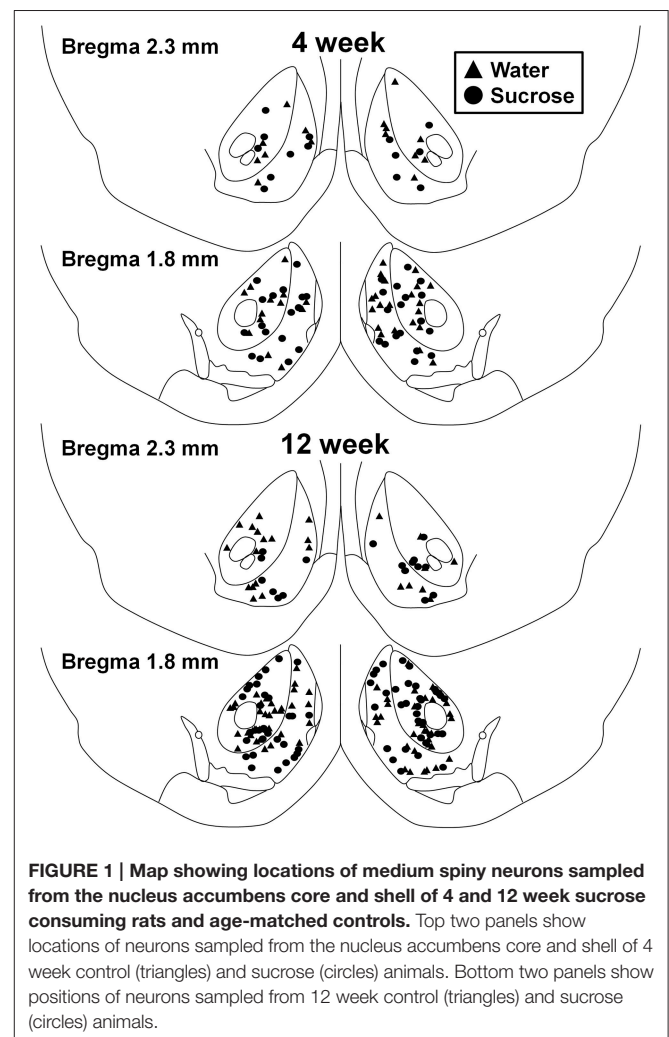 Bregma 2.3 mm
4 week
▲ Water
● Sucrose
Bregma 1.8 mm
Bregma 2.3 mm
12 week
Bregma 1.8 mm
FIGURE 1 | Map showing locations of medium spiny neurons sampled
from the nucleus accumbens core and shell of 4 and 12 week sucrose
consuming rats and age-matched controls. Top two panels show
locations of neurons sampled from the nucleus accumbens core and shell of 4
week control (triangles) and sucrose (circles) animals. Bottom two panels show
positions of neurons sampled from 12 week control (triangles) and sucrose
(circles) animals.